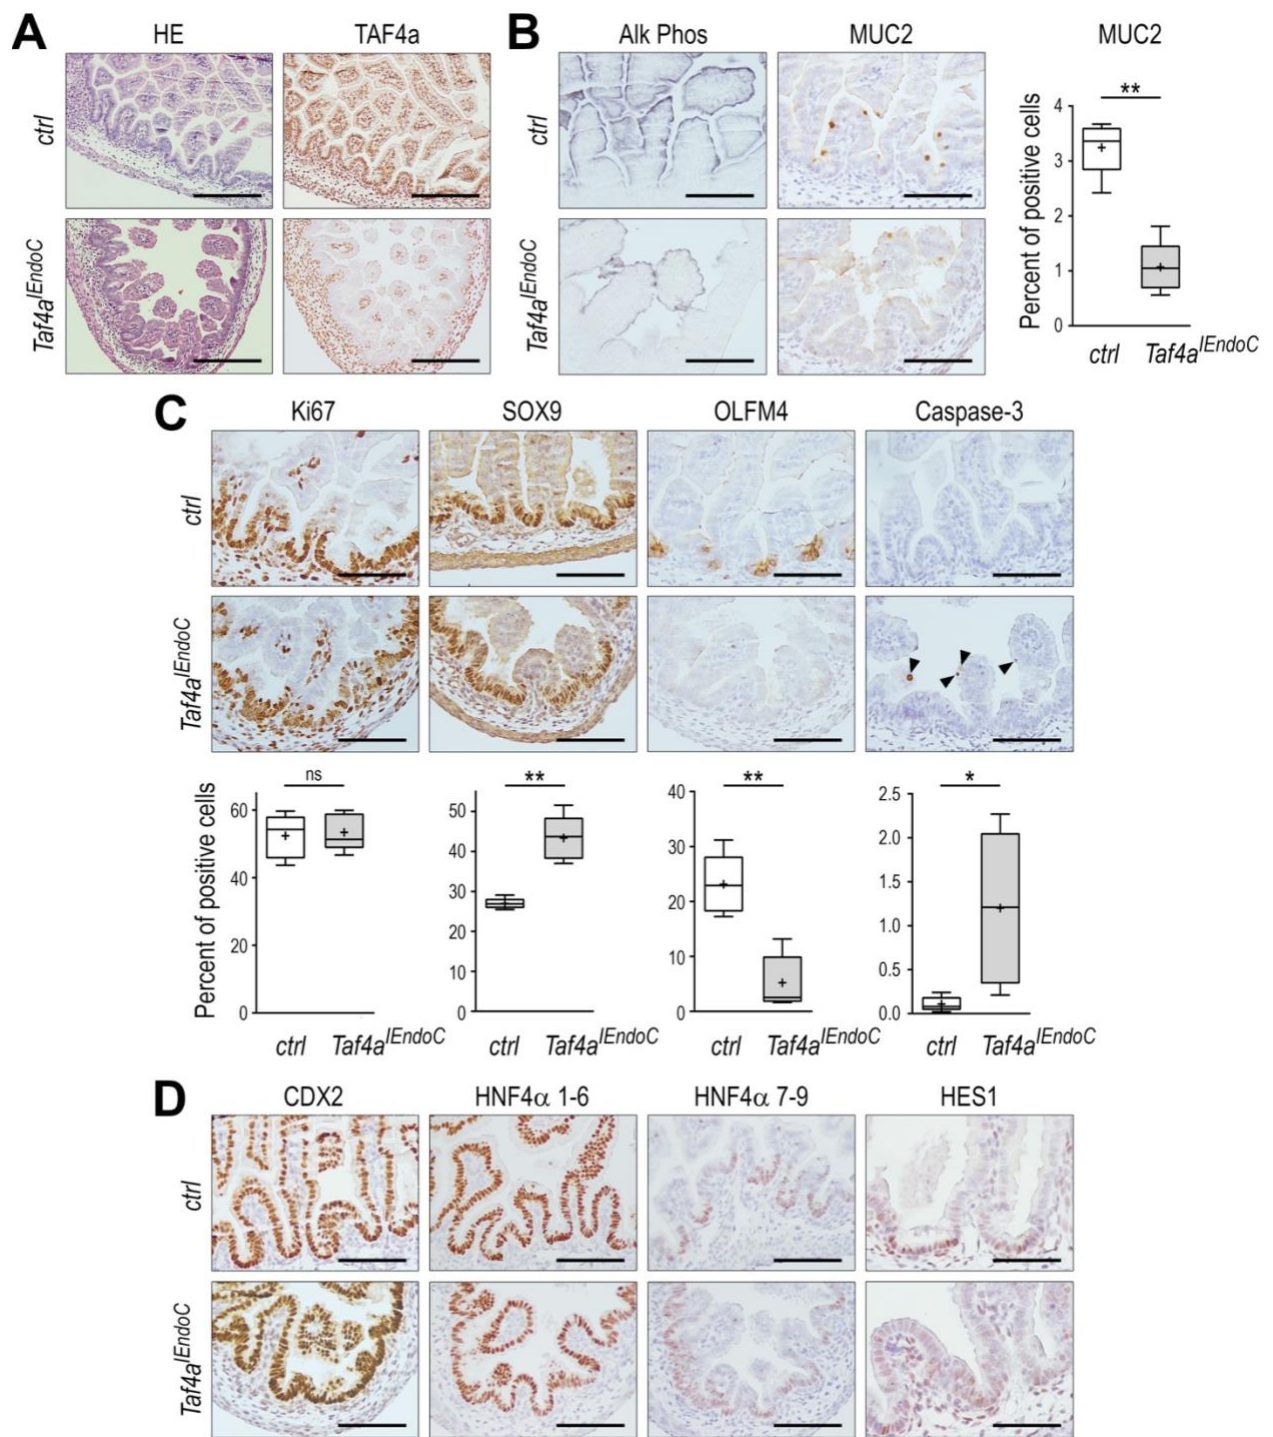 A
HE
TAF4a
ctrl
Taf4a^IEndoC
B
Alk Phos
MUC2
MUC2
ctrl
Taf4a^IEndoC
**
Percent of positive cells
4
3
2
1
0
ctrl
Taf4a^IEndoC
C
Ki67
SOX9
OLFM4
Caspase-3
ctrl
Taf4a^IEndoC
Percent of positive cells
ns
60
40
20
0
ctrl
Taf4a^IEndoC
**
50
40
30
20
10
0
ctrl
Taf4a^IEndoC
**
40
30
20
10
0
ctrl
Taf4a^IEndoC
*
2.5
2.0
1.5
1.0
0.5
0.0
ctrl
Taf4a^IEndoC
D
CDX2
HNF4α 1-6
HNF4α 7-9
HES1
ctrl
Taf4a^IEndoC